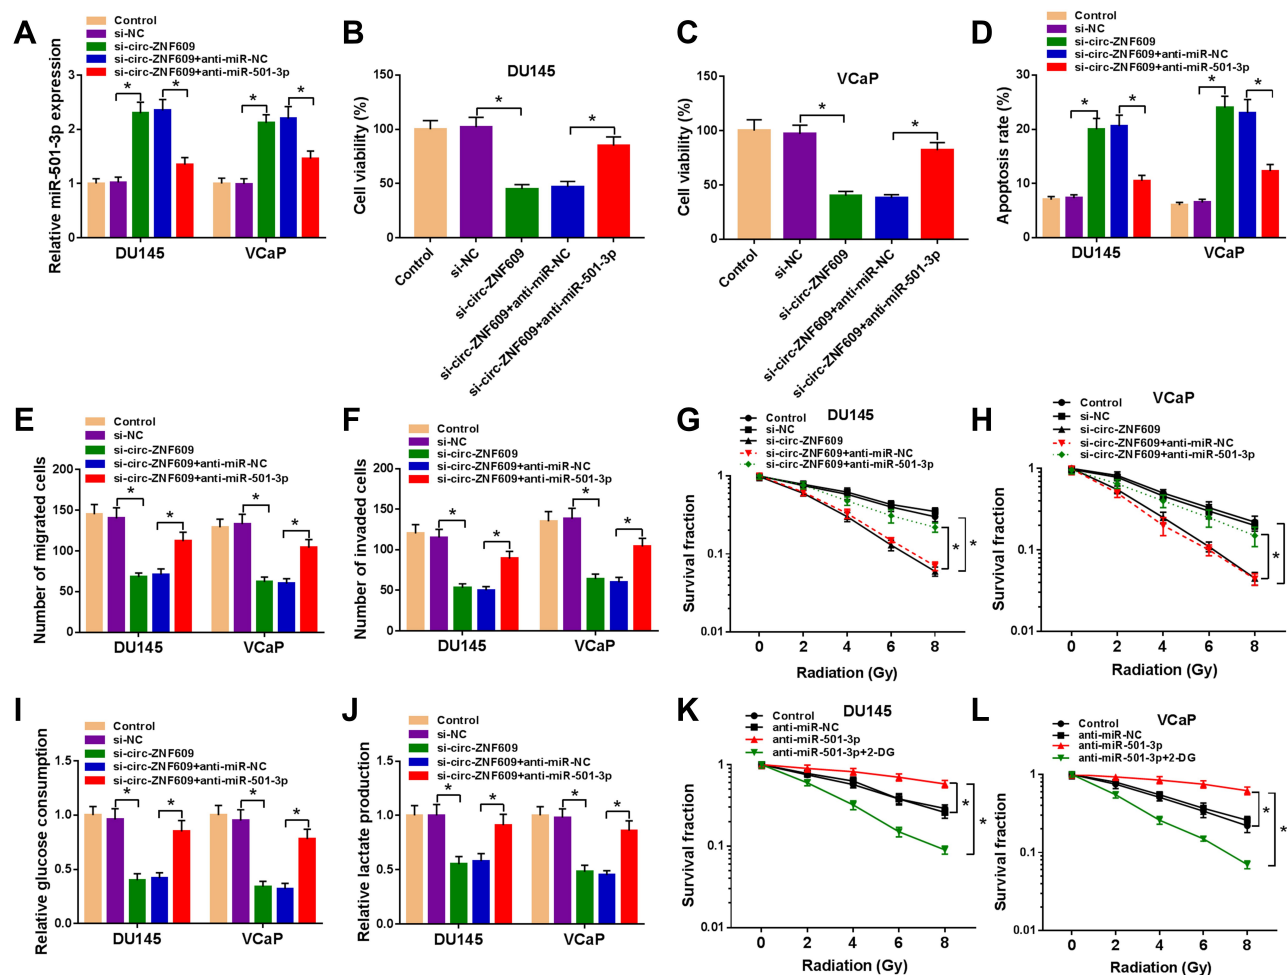 A
Control
si-NC
si-circ-ZNF609
si-circ-ZNF609+anti-miR-NC
si-circ-ZNF609+anti-miR-501-3p
Relative miR-501-3p expression
3
2
1
0
* * * *
DU145 VCaP
B
DU145
Cell viability (%)
150
100
50
0
* *
Control
si-NC
si-circ-ZNF609
si-circ-ZNF609+anti-miR-NC
si-circ-ZNF609+anti-miR-501-3p
C
VCaP
Cell viability (%)
150
100
50
0
* *
Control
si-NC
si-circ-ZNF609
si-circ-ZNF609+anti-miR-NC
si-circ-ZNF609+anti-miR-501-3p
D
Control
si-NC
si-circ-ZNF609
si-circ-ZNF609+anti-miR-NC
si-circ-ZNF609+anti-miR-501-3p
Apoptosis rate (%)
30
20
10
0
* * * *
DU145 VCaP
E
Control
si-NC
si-circ-ZNF609
si-circ-ZNF609+anti-miR-NC
si-circ-ZNF609+anti-miR-501-3p
Number of migrated cells
200
150
100
50
0
* * * *
DU145 VCaP
F
Control
si-NC
si-circ-ZNF609
si-circ-ZNF609+anti-miR-NC
si-circ-ZNF609+anti-miR-501-3p
Number of invaded cells
200
150
100
50
0
* * * *
DU145 VCaP
G
DU145
Control
si-NC
si-circ-ZNF609
si-circ-ZNF609+anti-miR-NC
si-circ-ZNF609+anti-miR-501-3p
Survival fraction
1
0.1
0.01
* *
0 2 4 6 8
Radiation (Gy)
H
VCaP
Control
si-NC
si-circ-ZNF609
si-circ-ZNF609+anti-miR-NC
si-circ-ZNF609+anti-miR-501-3p
Survival fraction
1
0.1
0.01
* *
0 2 4 6 8
Radiation (Gy)
I
Control
si-NC
si-circ-ZNF609
si-circ-ZNF609+anti-miR-NC
si-circ-ZNF609+anti-miR-501-3p
Relative glucose consumption
1.5
1.0
0.5
0.0
* * * *
DU145 VCaP
J
Control
si-NC
si-circ-ZNF609
si-circ-ZNF609+anti-miR-NC
si-circ-ZNF609+anti-miR-501-3p
Relative lactate production
1.5
1.0
0.5
0.0
* * * *
DU145 VCaP
K
DU145
Control
anti-miR-NC
anti-miR-501-3p
anti-miR-501-3p+2-DG
Survival fraction
1
0.1
0.01
* *
0 2 4 6 8
Radiation (Gy)
L
VCaP
Control
anti-miR-NC
anti-miR-501-3p
anti-miR-501-3p+2-DG
Survival fraction
1
0.1
0.01
* *
0 2 4 6 8
Radiation (Gy)